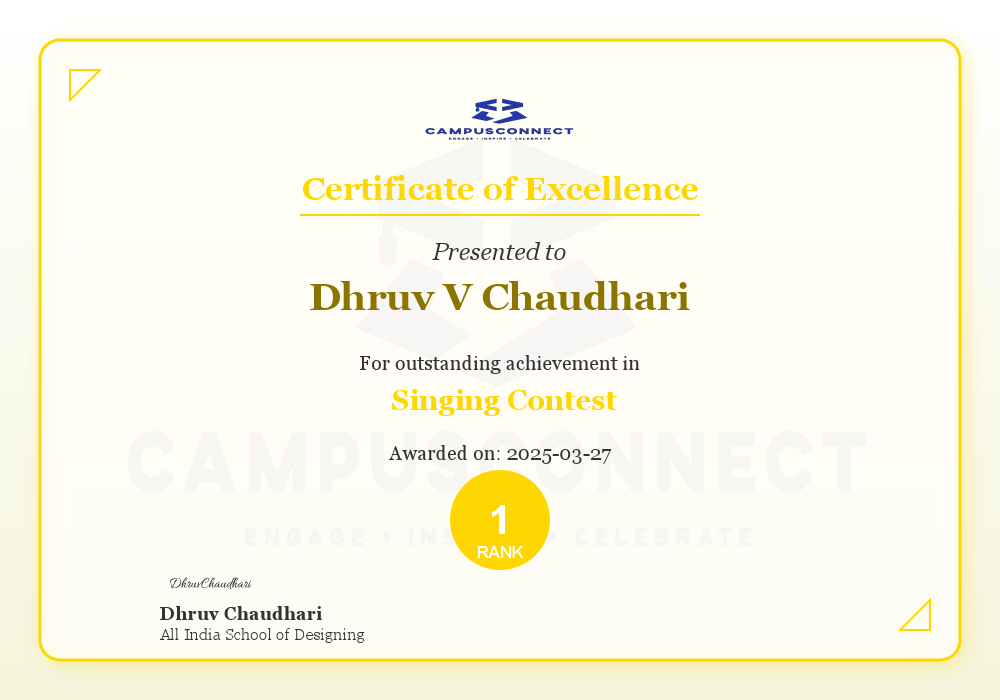 CAMPUSCONNECT
ENGAGE • INSPIRE • CELEBRATE
Certificate of Excellence
Presented to
Dhruv V Chaudhari
For outstanding achievement in
Singing Contest
CAMPUSCONNECT
Awarded on: 2025-03-27
1
RANK
ENGAGE • INS • CELEBRATE
DhruvChaudhari
Dhruv Chaudhari
All India School of Designing